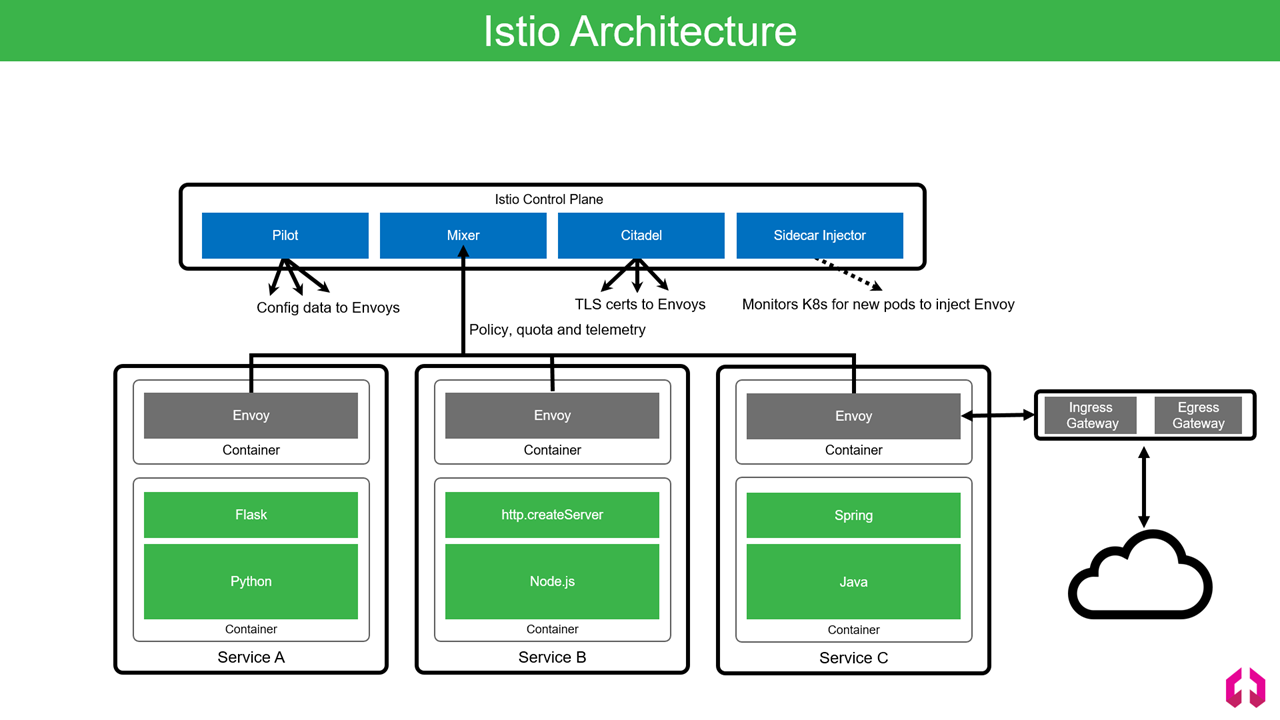 Istio Architecture
Istio Control Plane
Pilot
Mixer
Citadel
Sidecar Injector
Config data to Envoys
TLS certs to Envoys
Monitors K8s for new pods to inject Envoy
Policy, quota and telemetry
Envoy
Container
Flask
Python
Container
Service A
Envoy
Container
http.createServer
Node.js
Container
Service B
Envoy
Container
Spring
Java
Container
Service C
Ingress
Gateway
Egress
Gateway